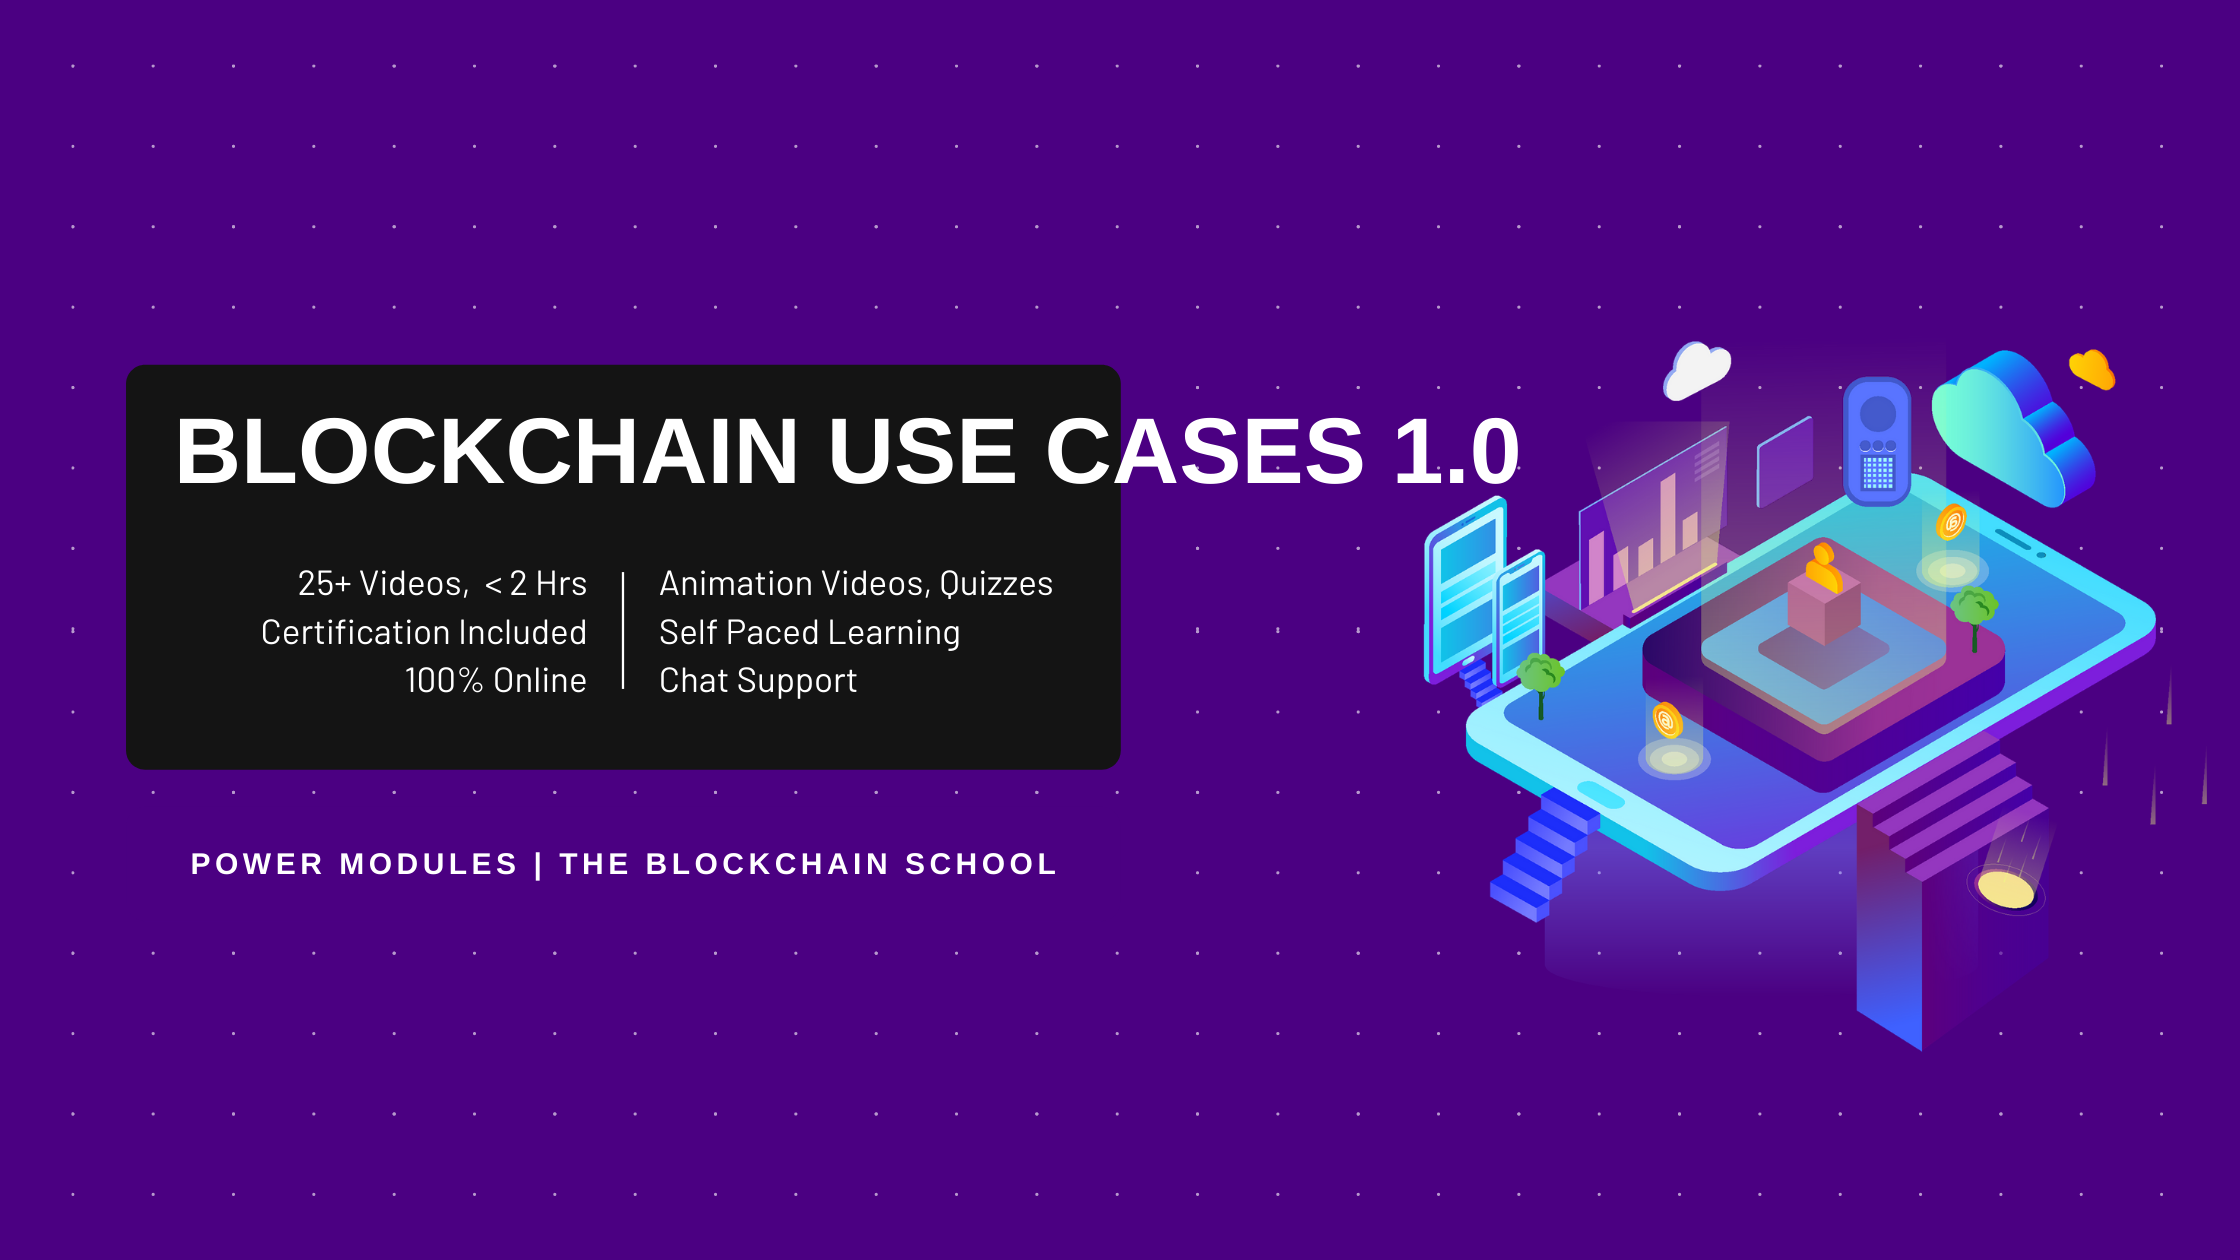 BLOCKCHAIN USE CASES 1.0
25+ Videos, < 2 Hrs
Certification Included
100% Online
Animation Videos, Quizzes
Self Paced Learning
Chat Support
POWER MODULES | THE BLOCKCHAIN SCHOOL